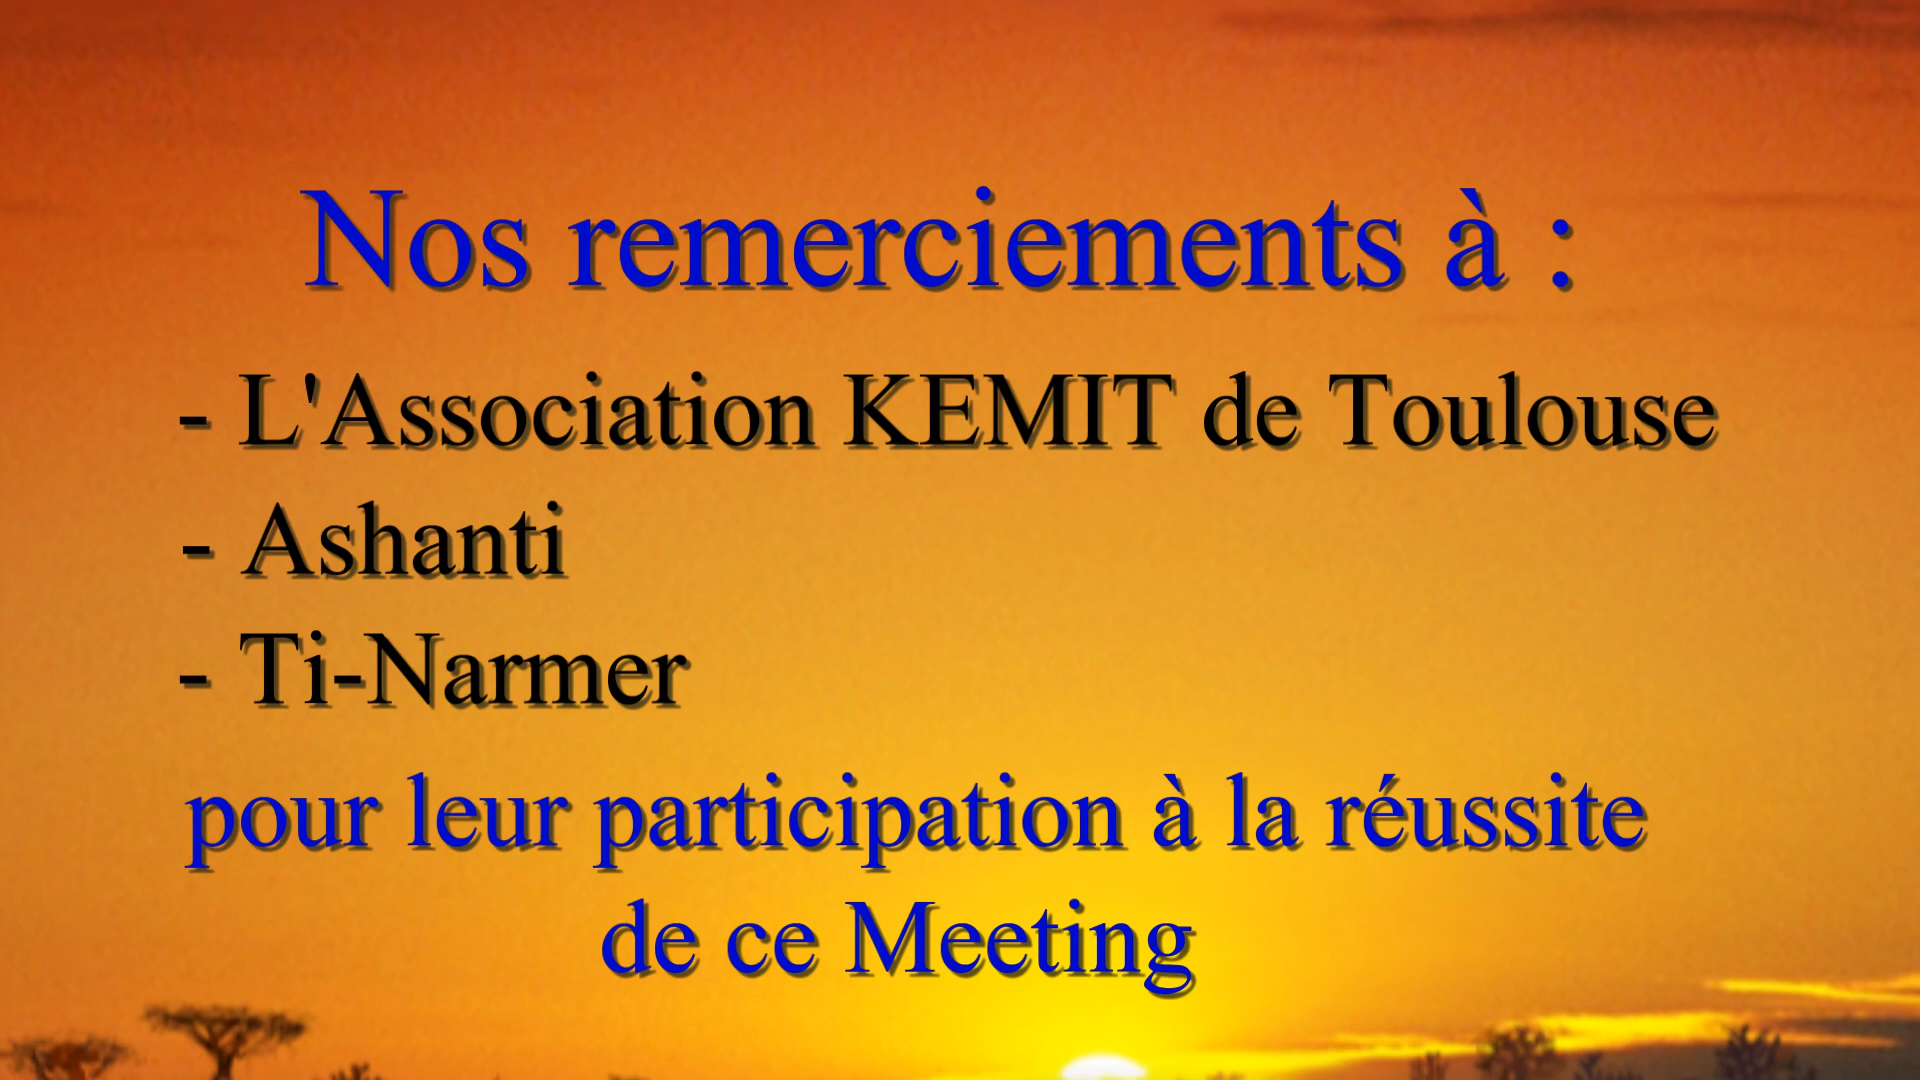 Nos remerciements à :
- L'Association KEMIT de Toulouse
- Ashanti
- Ti-Narmer
pour leur participation à la réussite
de ce Meeting